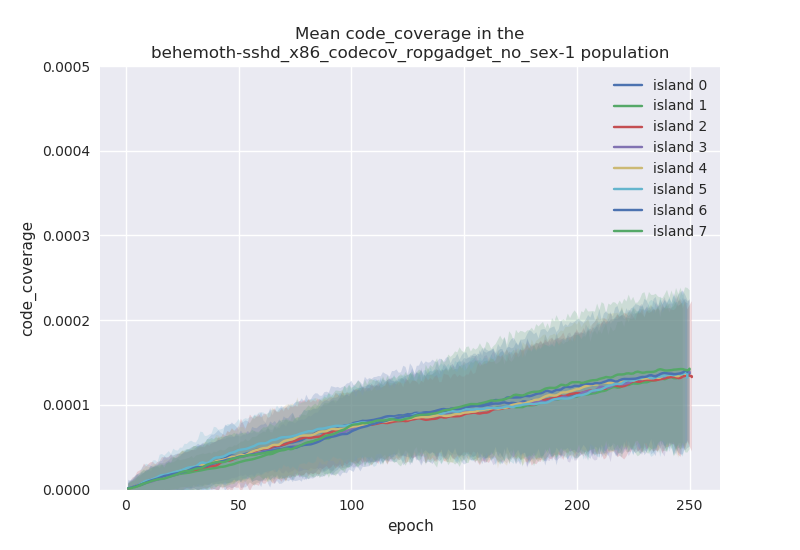 Mean code_coverage in the
behemoth-sshd_x86_codecov_ropgadget_no_sex-1 population
0.0005
0.0004
0.0003
0.0002
0.0001
0.0000
code_coverage
island 0
island 1
island 2
island 3
island 4
island 5
island 6
island 7
0 50 100 150 200 250
epoch